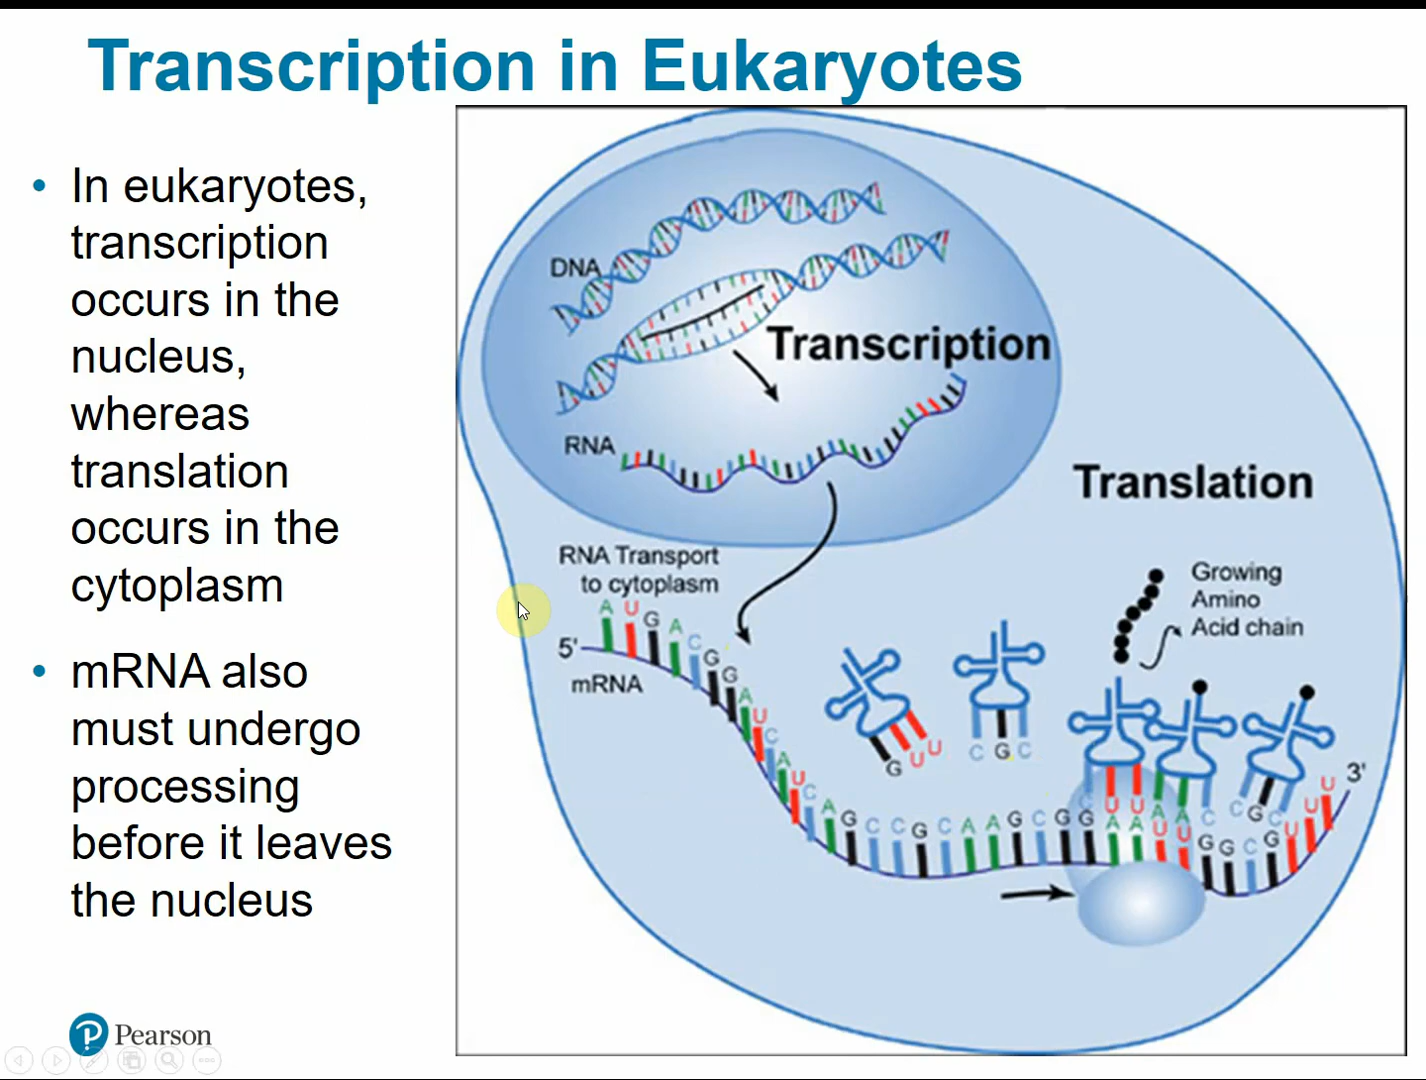 Transcription in Eukaryotes
• In eukaryotes,
transcription
occurs in the
nucleus,
whereas
translation
occurs in the
cytoplasm
• mRNA also
must undergo
processing
before it leaves
the nucleus
DNA
Transcription
RNA
Translation
RNA Transport
to cytoplasm
Growing
Amino
Acid chain
5'
A U G A C G G A U C A U C A G C C G C A A G C G G A A U U G G C G U U U
mRNA
G U U
C G C
C U U
A A C
C G C
3'
P Pearson